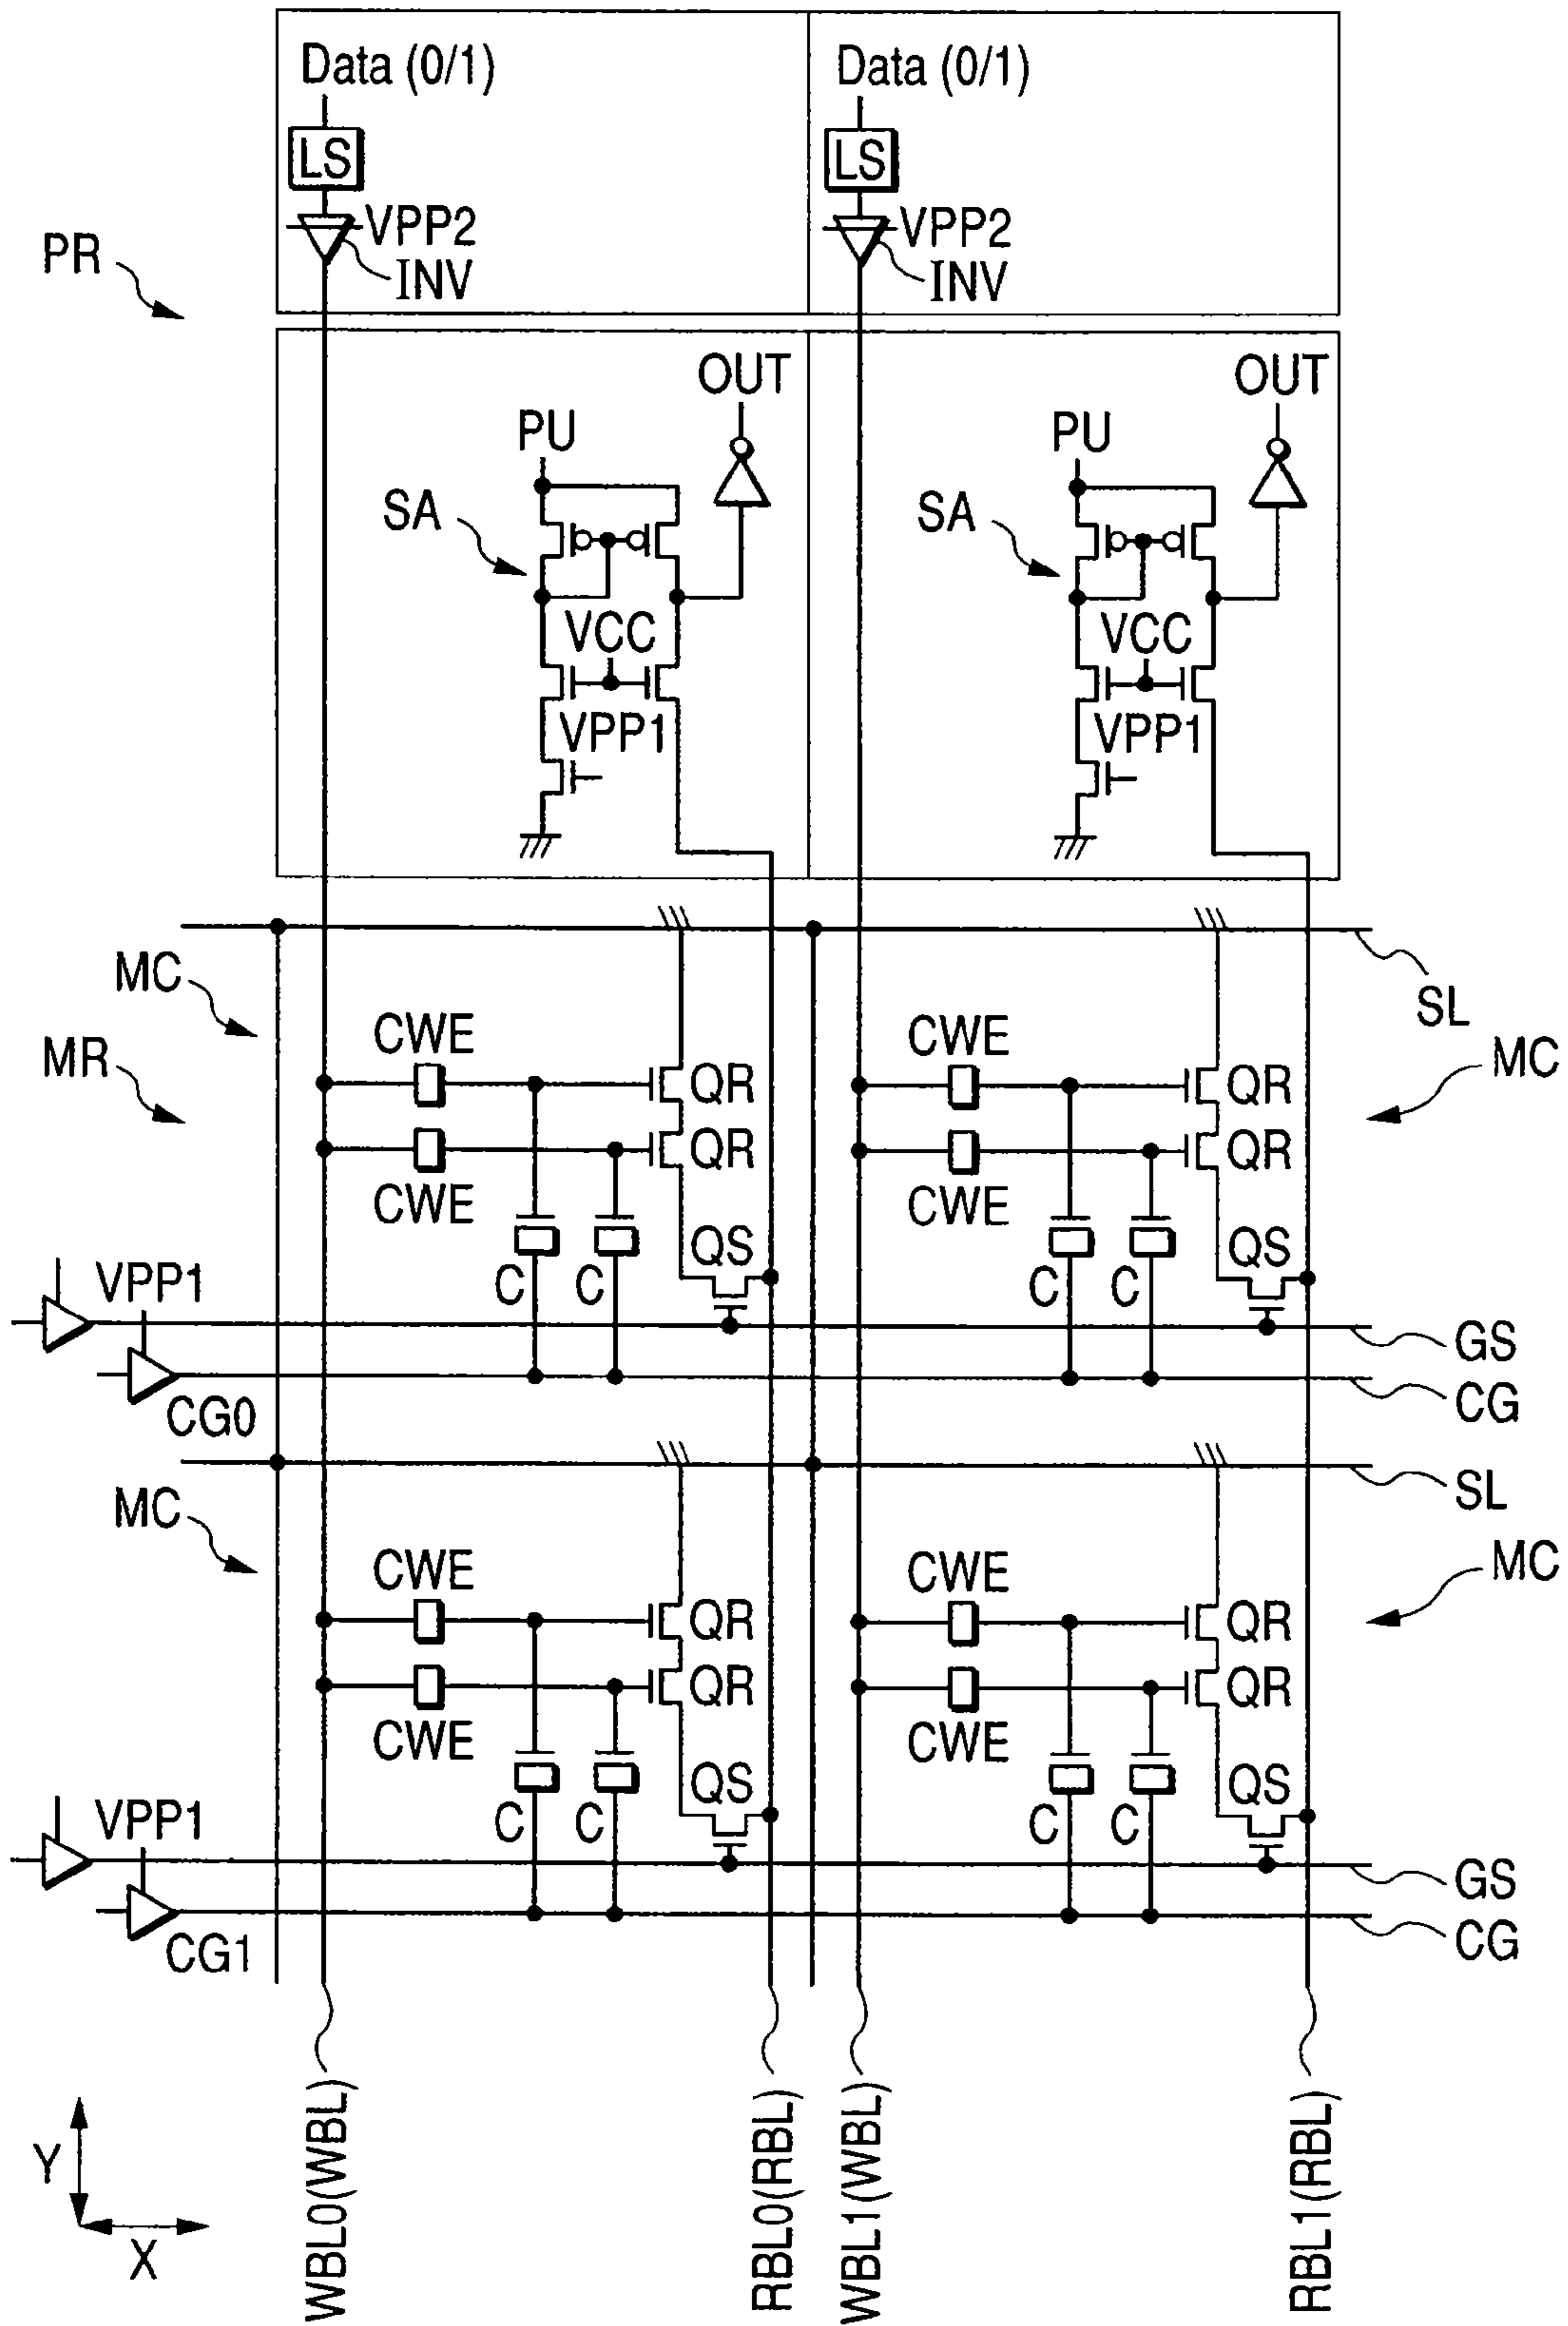 Data (0/1)
Data (0/1)
LS
LS
VPP2
VPP2
PR
INV
INV
OUT
OUT
PU
PU
SA
SA
VCC
VCC
VPP1
VPP1
MC
SL
CWE
CWE
MR
MC
QR
QR
QR
QR
CWE
CWE
QS
QS
VPP1
C
C
C
C
GS
CG0
CG
MC
SL
CWE
CWE
MC
QR
QR
QR
QR
CWE
CWE
QS
QS
VPP1
C
C
C
C
GS
CG1
CG
WBL0(WBL)
RBL0(RBL)
WBL1(WBL)
RBL1(RBL)
Y
X